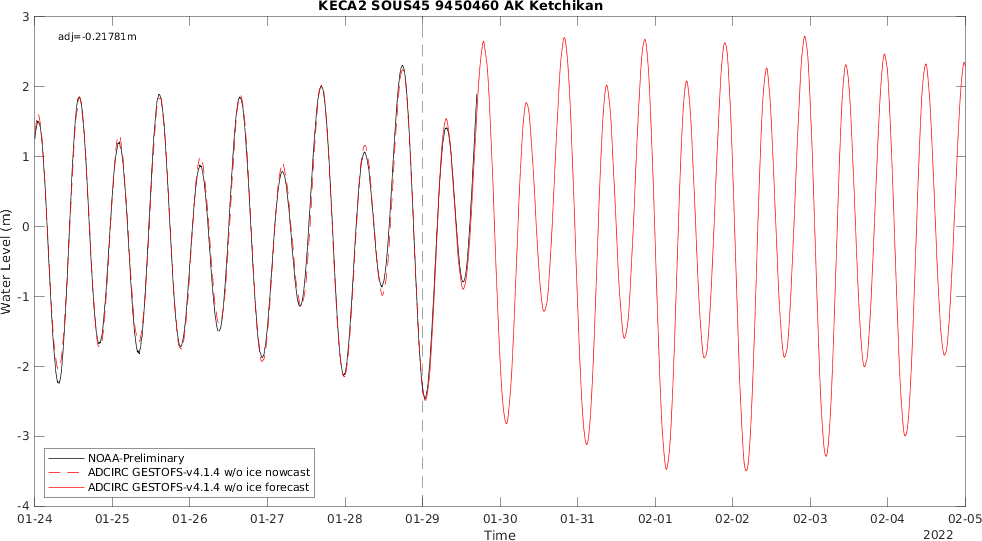 KECA2 SOUS45 9450460 AK Ketchikan
adj=-0.21781m
3
2
1
0
-1
-2
-3
-4
Water Level (m)
NOAA-Preliminary
ADCIRC GESTOFS-v4.1.4 w/o ice nowcast
ADCIRC GESTOFS-v4.1.4 w/o ice forecast
01-24 01-25 01-26 01-27 01-28 01-29 01-30 01-31 02-01 02-02 02-03 02-04 02-05
Time
2022